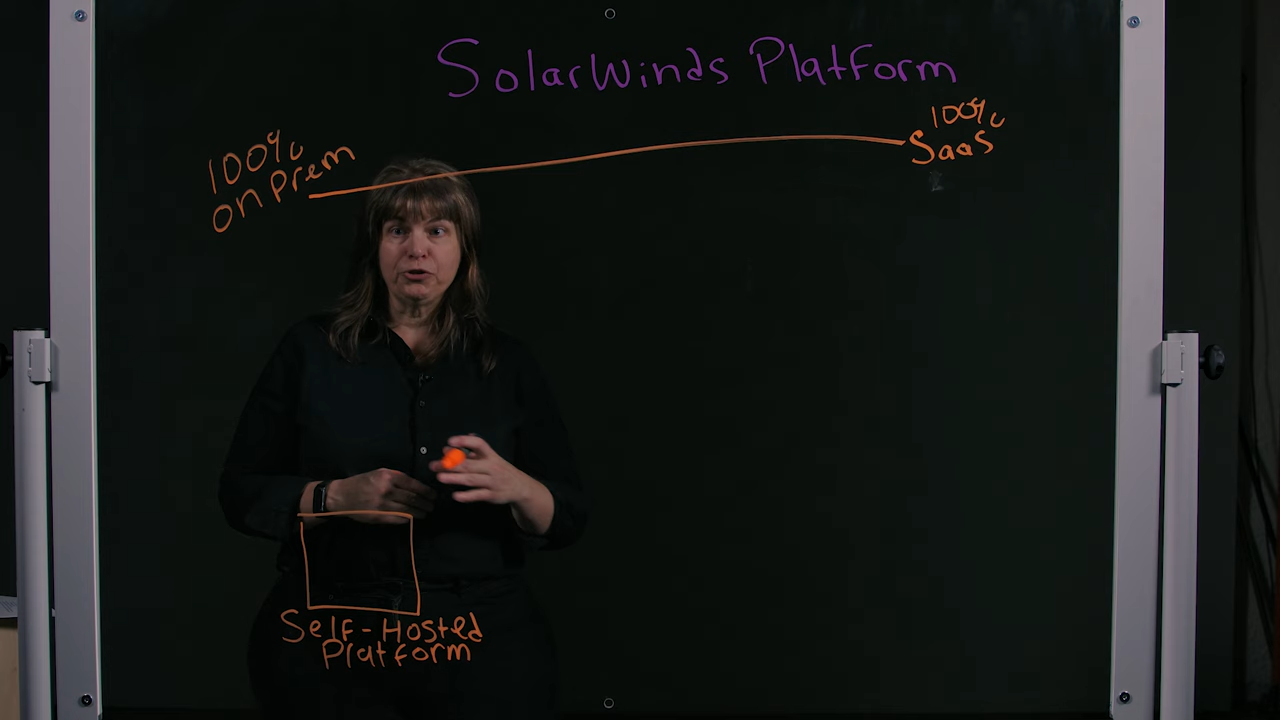 SolarWinds Platform
100%
SaaS
100%
on Prem
Self-Hosted
Platform